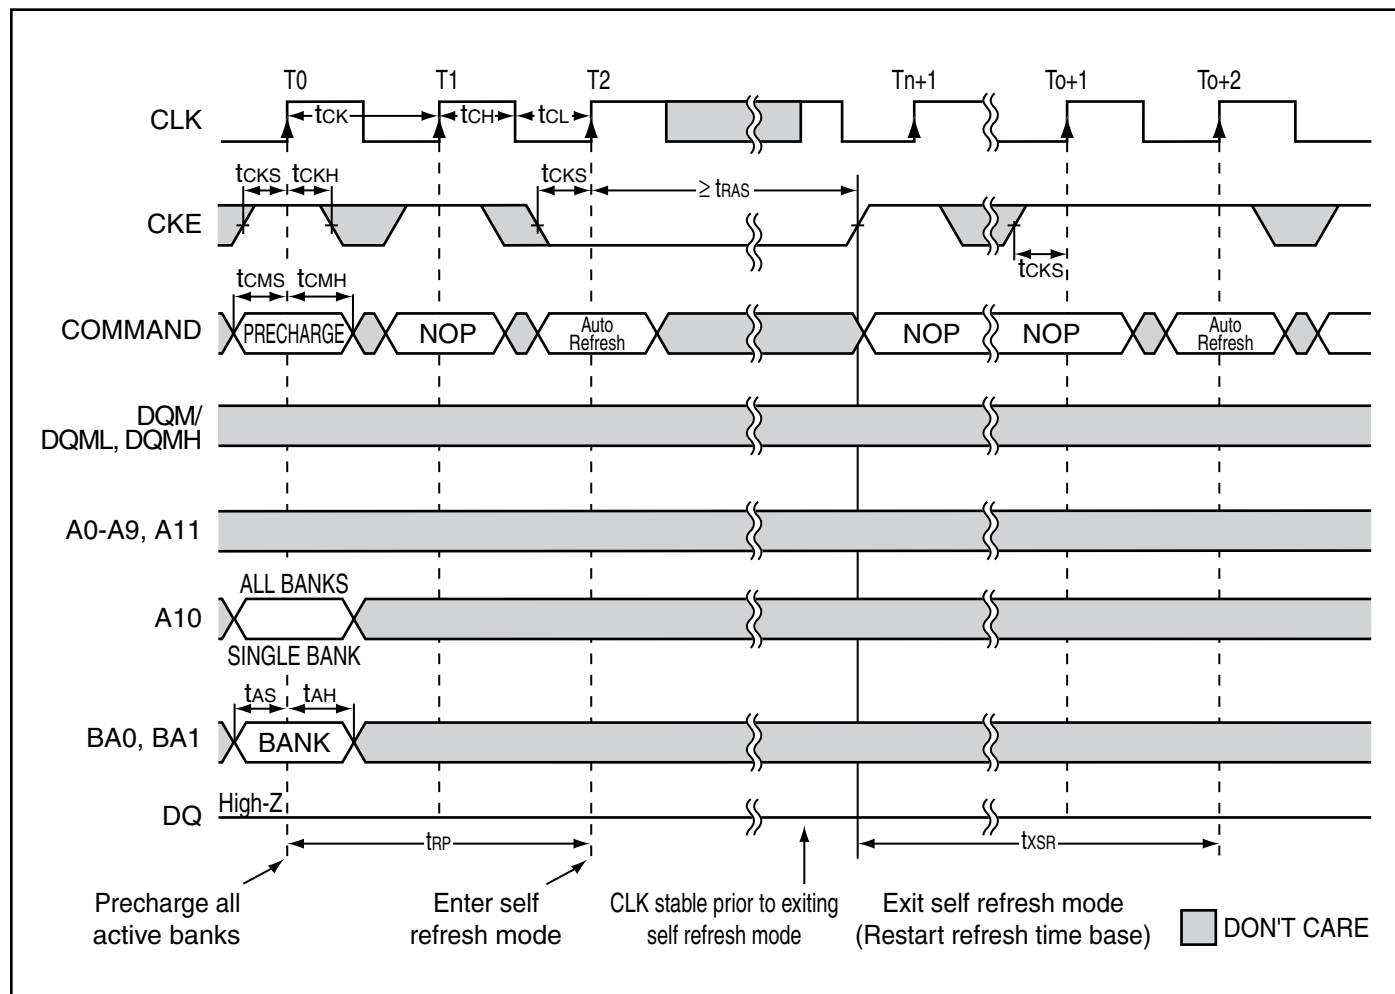 T0 T1 T2 Tn+1 To+1 To+2
CLK
tCK tCH tCL
tCKS tCKH tCKS ≥ tRAS
CKE
tCKS
tCMS tCMH
COMMAND
PRECHARGE NOP Auto Refresh NOP NOP Auto Refresh
DQM/
DQML, DQMH
A0-A9, A11
ALL BANKS
A10
SINGLE BANK
tAS tAH
BA0, BA1 BANK
High-Z
DQ
tRP tXSR
Precharge all
active banks
Enter self
refresh mode
CLK stable prior to exiting
self refresh mode
Exit self refresh mode
(Restart refresh time base)
DON'T CARE